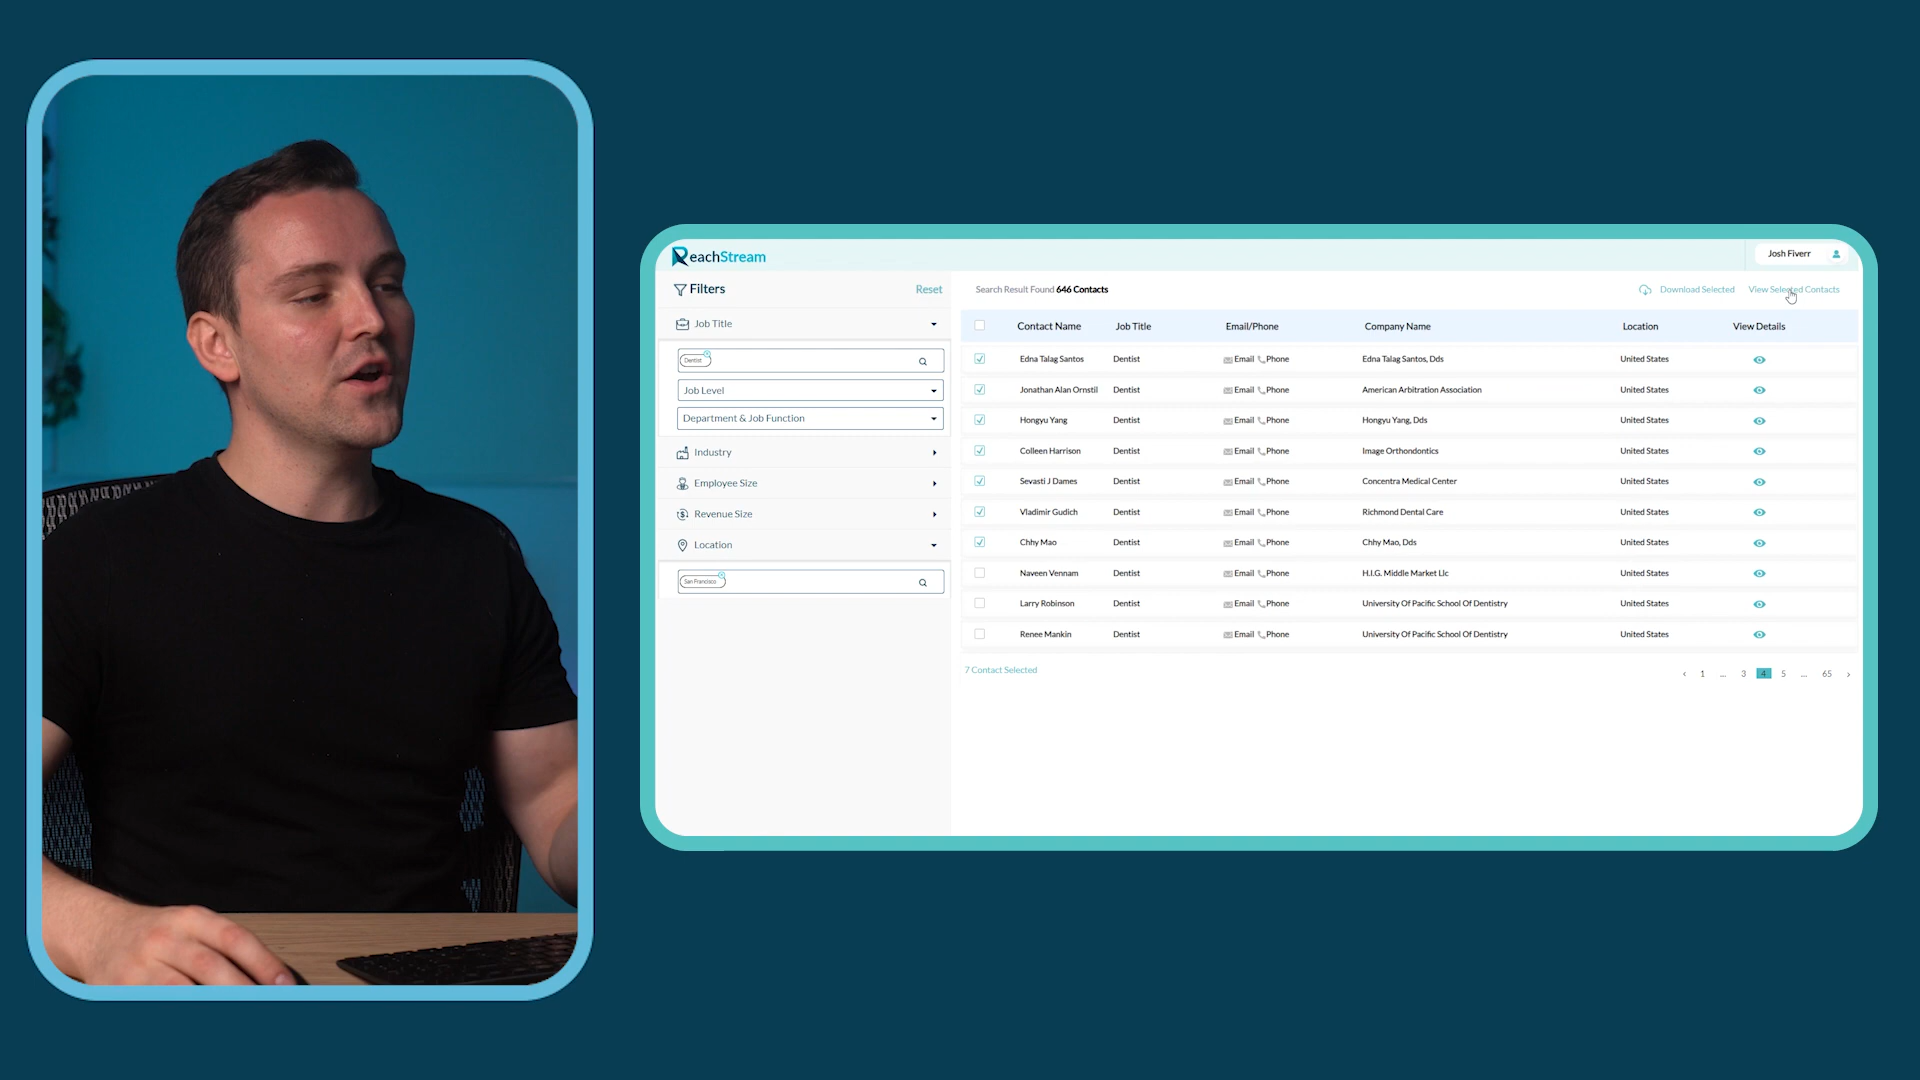 ReachStream
Josh Fiverr
Filters
Reset
Search Result Found 646 Contacts
Download Selected
View Selected Contacts
Job Title
Dentist
Job Level
Department & Job Function
Industry
Employee Size
Revenue Size
Location
San Francisco
Contact Name Job Title Email/Phone Company Name Location View Details
Edna Talag Santos Dentist Email Phone Edna Talag Santos, Dds United States
Jonathan Alan Ornstil Dentist Email Phone American Arbitration Association United States
Hongyu Yang Dentist Email Phone Hongyu Yang, Dds United States
Colleen Harrison Dentist Email Phone Image Orthodontics United States
Sevasti J Dames Dentist Email Phone Concentra Medical Center United States
Vladimir Gudich Dentist Email Phone Richmond Dental Care United States
Chhy Mao Dentist Email Phone Chhy Mao, Dds United States
Naveen Vennam Dentist Email Phone H.I.G. Middle Market Llc United States
Larry Robinson Dentist Email Phone University Of Pacific School Of Dentistry United States
Renee Mankin Dentist Email Phone University Of Pacific School Of Dentistry United States
7 Contact Selected
‹ 1 ... 3 4 5 ... 65 ›